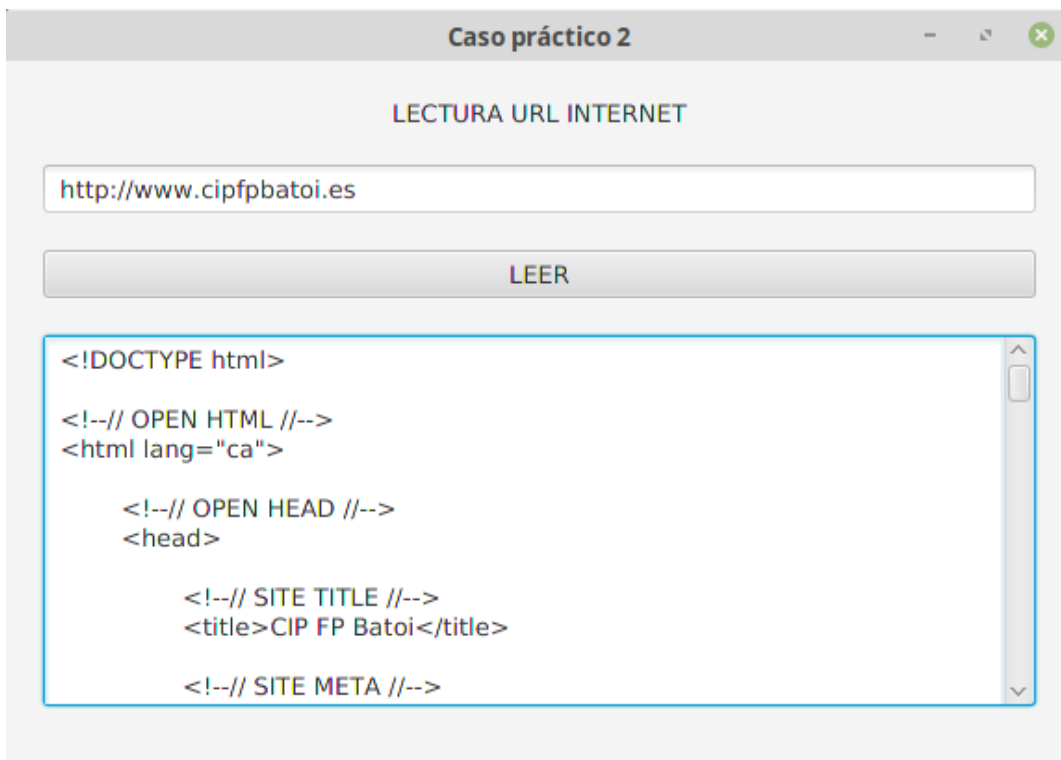 Caso práctico 2
LECTURA URL INTERNET
http://www.cipfpbatoi.es
LEER
<!DOCTYPE html>
<!--// OPEN HTML //-->
<html lang="ca">
<!--// OPEN HEAD //-->
<head>
<!--// SITE TITLE //-->
<title>CIP FP Batoi</title>
<!--// SITE META //-->